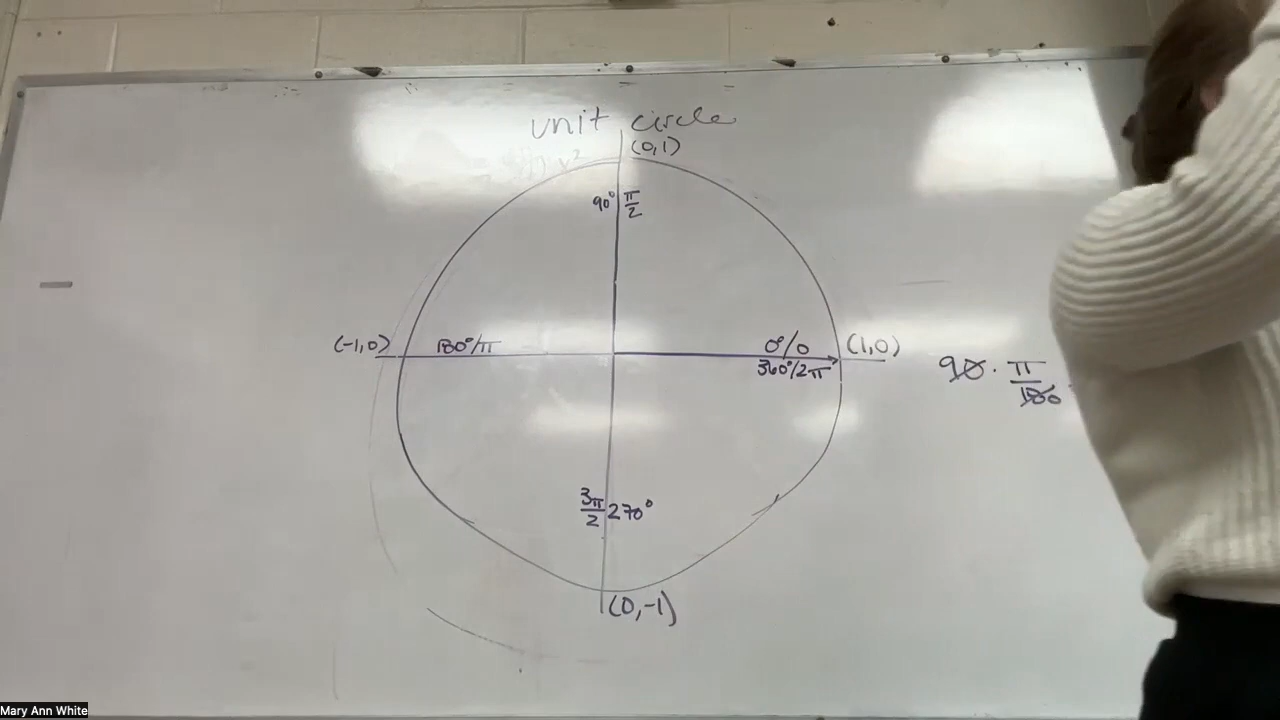 unit circle
(0,1)
90° π/2
(-1,0) 180°/π 0°/0 (1,0)
360°/2π
90 · π/180
3π/2 270°
(0,-1)
Mary Ann White